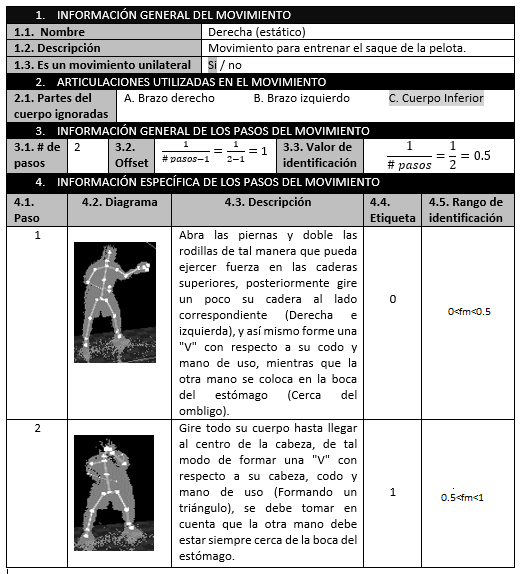 1. INFORMACIÓN GENERAL DEL MOVIMIENTO
1.1. Nombre Derecha (estático)
1.2. Descripción Movimiento para entrenar el saque de la pelota.
1.3. Es un movimiento unilateral Si / no
2. ARTICULACIONES UTILIZADAS EN EL MOVIMIENTO
2.1. Partes del cuerpo ignoradas A. Brazo derecho B. Brazo izquierdo C. Cuerpo Inferior
3. INFORMACIÓN GENERAL DE LOS PASOS DEL MOVIMIENTO
3.1. # de pasos 2 3.2. Offset 1/(# pasos−1) = 1/(2−1) = 1 3.3. Valor de identificación 1/(# pasos) = 1/2 = 0.5
4. INFORMACIÓN ESPECÍFICA DE LOS PASOS DEL MOVIMIENTO
4.1. Paso 4.2. Diagrama 4.3. Descripción 4.4. Etiqueta 4.5. Rango de identificación
1
Abra las piernas y doble las
rodillas de tal manera que pueda
ejercer fuerza en las caderas
superiores, posteriormente gire
un poco su cadera al lado
correspondiente (Derecha e
izquierda), y así mismo forme una
"V" con respecto a su codo y
mano de uso, mientras que la
otra mano se coloca en la boca
del estómago (Cerca del
ombligo).
0
0<fm<0.5
2
Gire todo su cuerpo hasta llegar
al centro de la cabeza, de tal
modo de formar una "V" con
respecto a su cabeza, codo y
mano de uso (Formando un
triángulo), se debe tomar en
cuenta que la otra mano debe
estar siempre cerca de la boca del
estómago.
1
0.5<fm<1